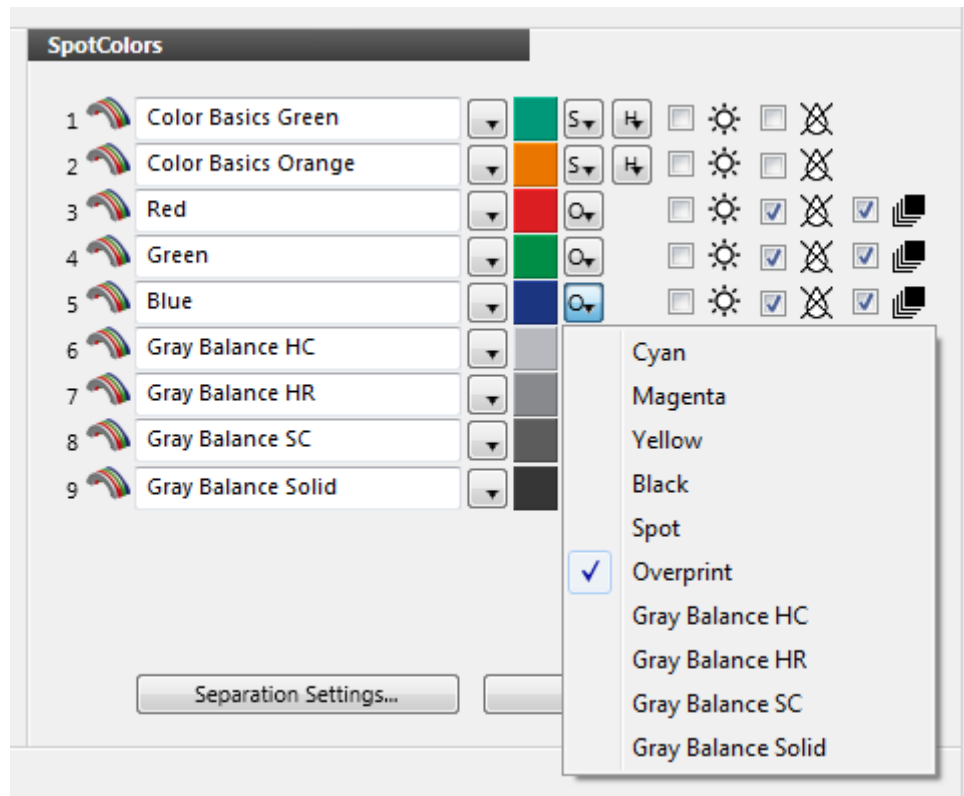 SpotColors
1 Color Basics Green S H
2 Color Basics Orange S H
3 Red O
4 Green O
5 Blue O
6 Gray Balance HC
7 Gray Balance HR
8 Gray Balance SC
9 Gray Balance Solid
Cyan
Magenta
Yellow
Black
Spot
Overprint
Gray Balance HC
Gray Balance HR
Gray Balance SC
Gray Balance Solid
Separation Settings...